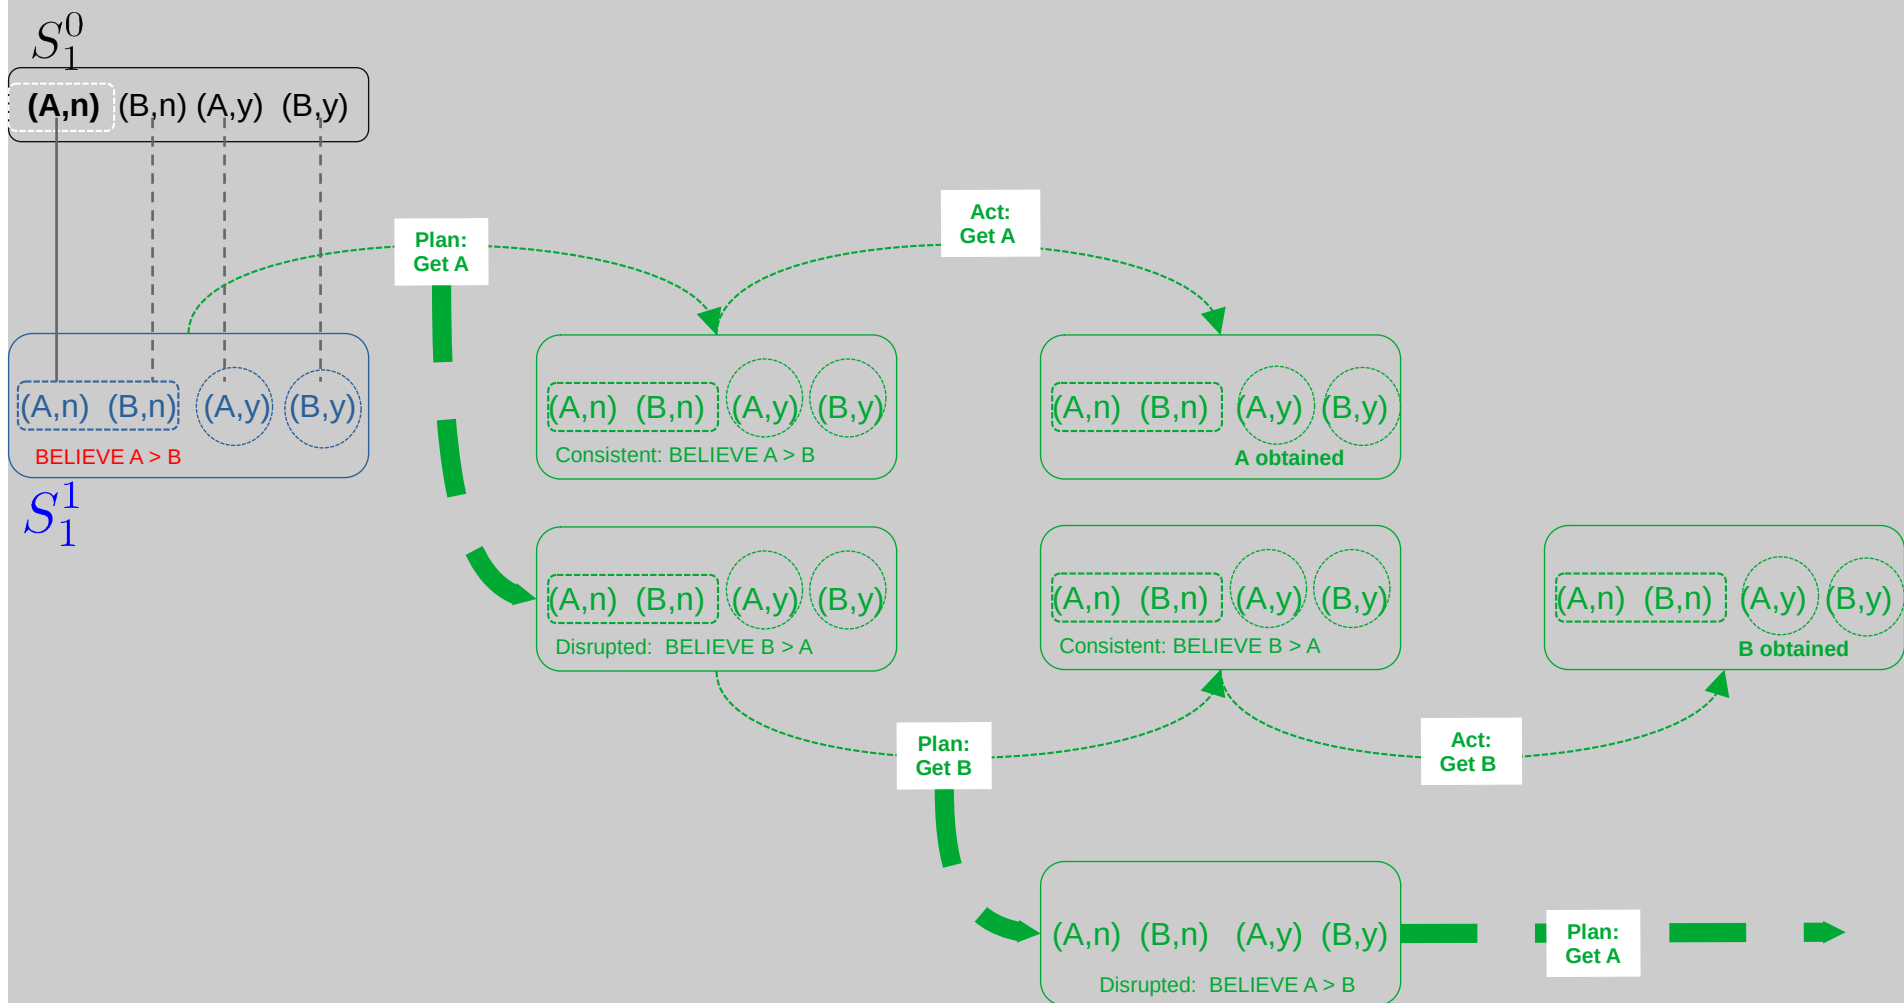 S_1^0
(A,n) (B,n) (A,y) (B,y)
Plan:
Get A
Act:
Get A
(A,n) (B,n) (A,y) (B,y)
BELIEVE A > B
S_1^1
(A,n) (B,n) (A,y) (B,y)
Consistent: BELIEVE A > B
(A,n) (B,n) (A,y) (B,y)
A obtained
(A,n) (B,n) (A,y) (B,y)
Disrupted: BELIEVE B > A
(A,n) (B,n) (A,y) (B,y)
Consistent: BELIEVE B > A
(A,n) (B,n) (A,y) (B,y)
B obtained
Plan:
Get B
Act:
Get B
(A,n) (B,n) (A,y) (B,y)
Disrupted: BELIEVE A > B
Plan:
Get A